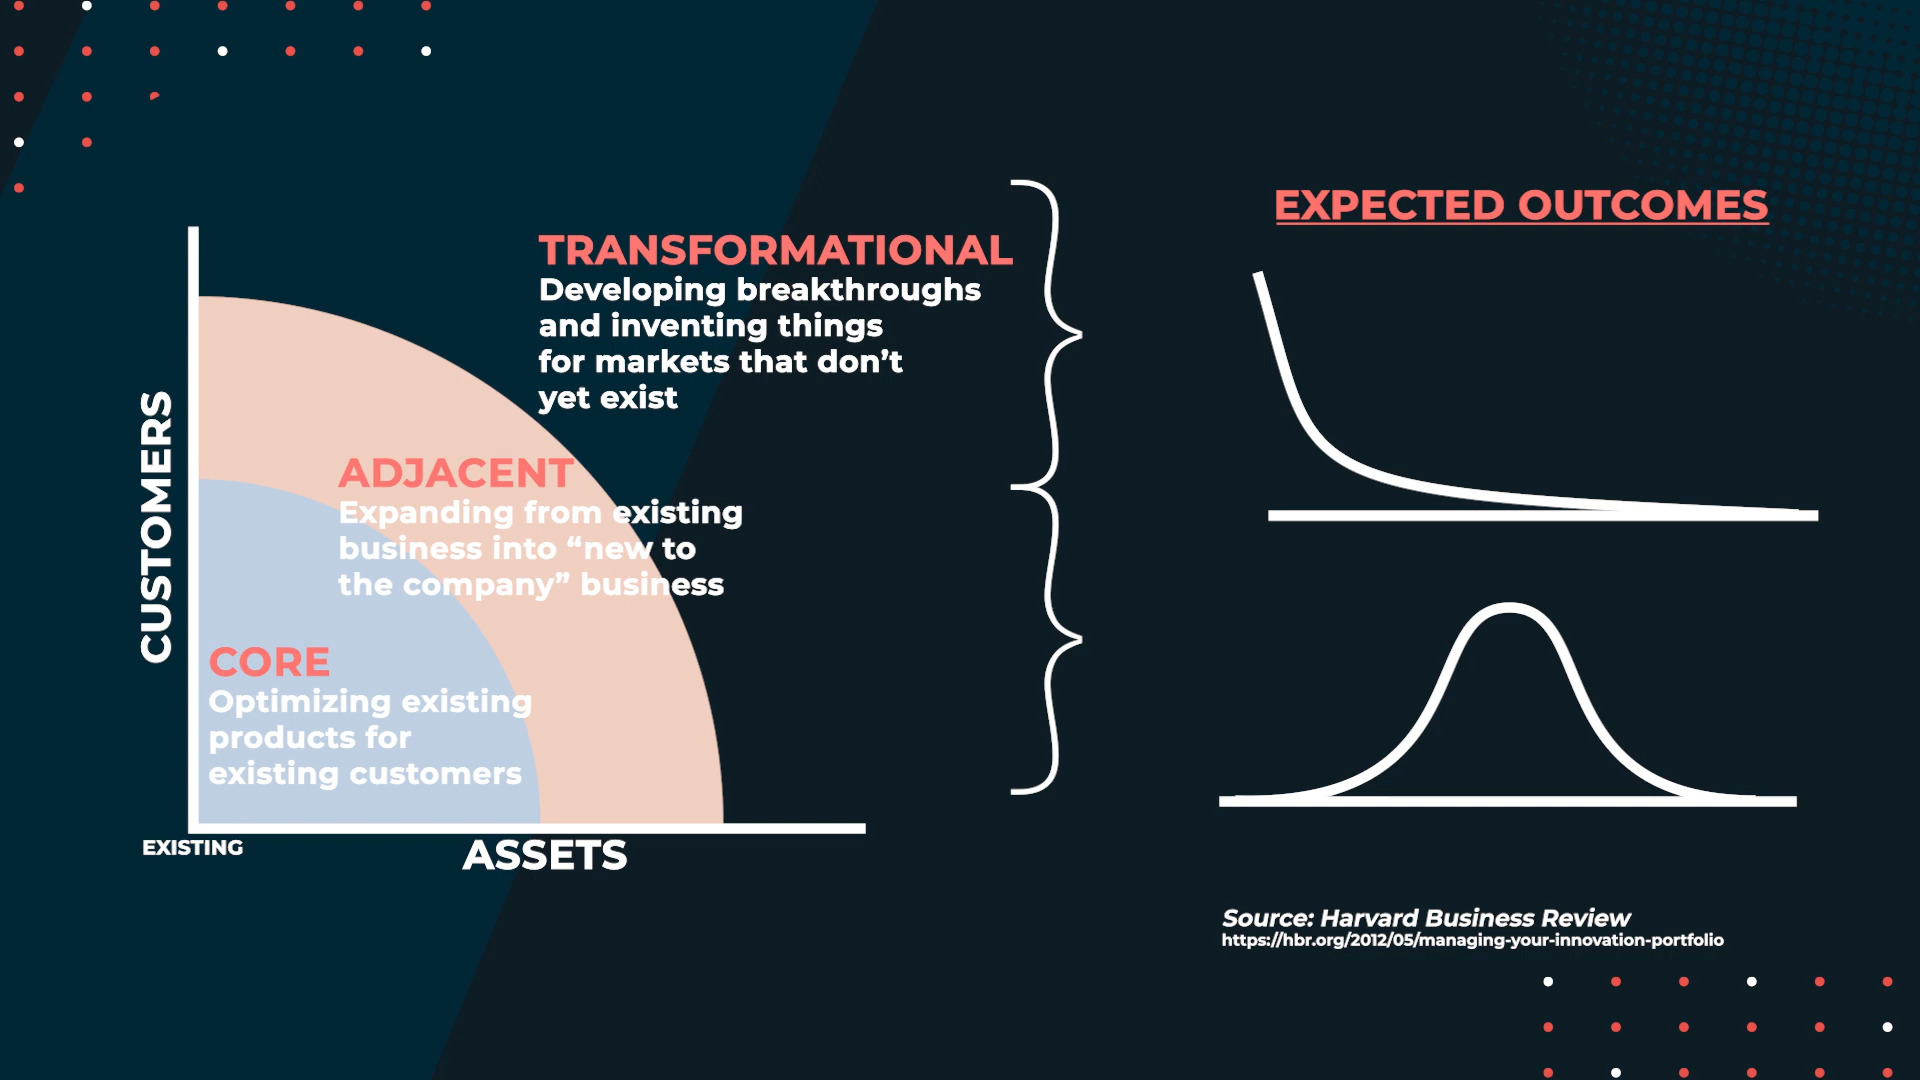 EXPECTED OUTCOMES
TRANSFORMATIONAL
Developing breakthroughs
and inventing things
for markets that don’t
yet exist
ADJACENT
Expanding from existing
business into “new to
the company” business
CORE
Optimizing existing
products for
existing customers
CUSTOMERS
EXISTING
ASSETS
Source: Harvard Business Review
https://hbr.org/2012/05/managing-your-innovation-portfolio